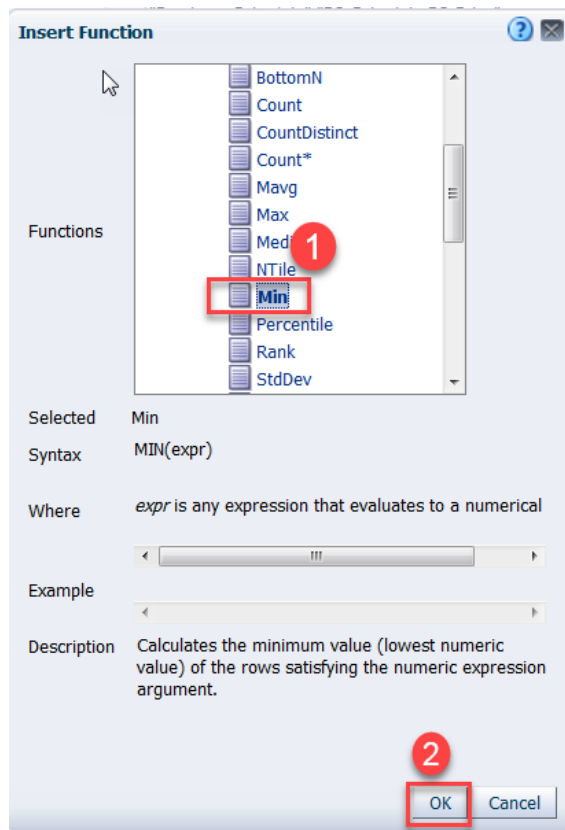 Insert Function
?
BottomN
Count
CountDistinct
Count*
Mavg
Max
Functions
1
NTile
Min
Percentile
Rank
StdDev
Selected Min
Syntax MIN(expr)
Where expr is any expression that evaluates to a numerical
Example
Description Calculates the minimum value (lowest numeric
value) of the rows satisfying the numeric expression
argument.
2
OK Cancel